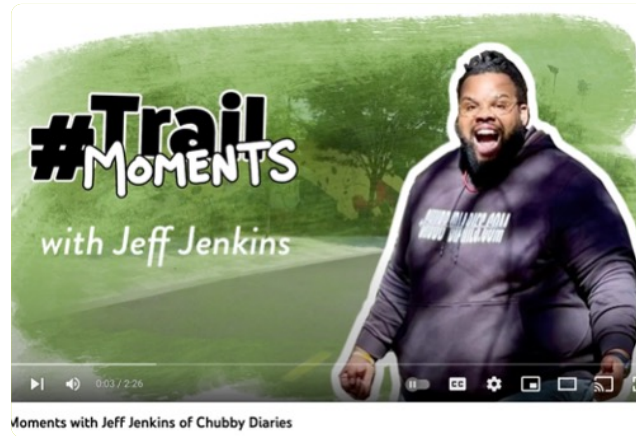 #Trail
MOMENTS
with Jeff Jenkins
0:03 / 2:26
CC
Moments with Jeff Jenkins of Chubby Diaries